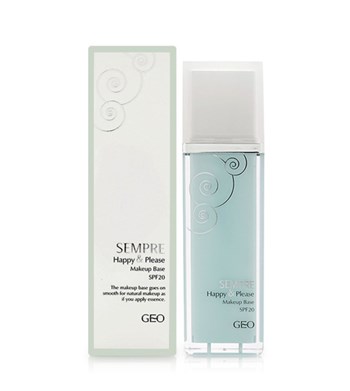 SEMPRE
Happy & Please
Makeup Base
SPF20
The makeup base goes on
smooth for natural makeup as
if you apply essence.
GEO
SEMPRE
Happy & Please
Makeup Base
SPF20
GEO